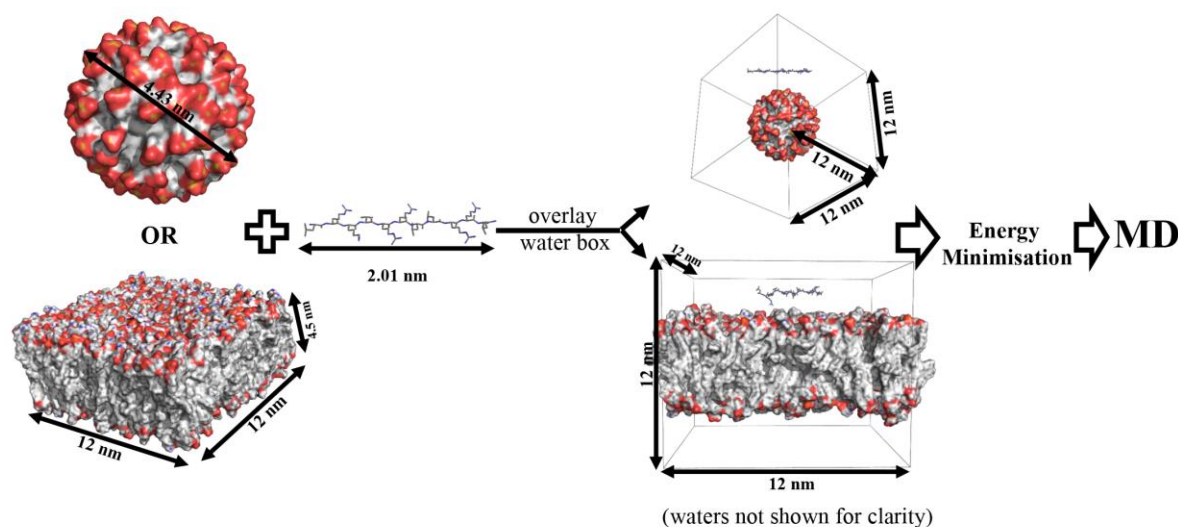 4.43 nm
OR
12 nm
12 nm
4.5 nm
2.01 nm
overlay
water box
12 nm
12 nm
12 nm
12 nm
12 nm
12 nm
(waters not shown for clarity)
Energy
Minimisation
MD